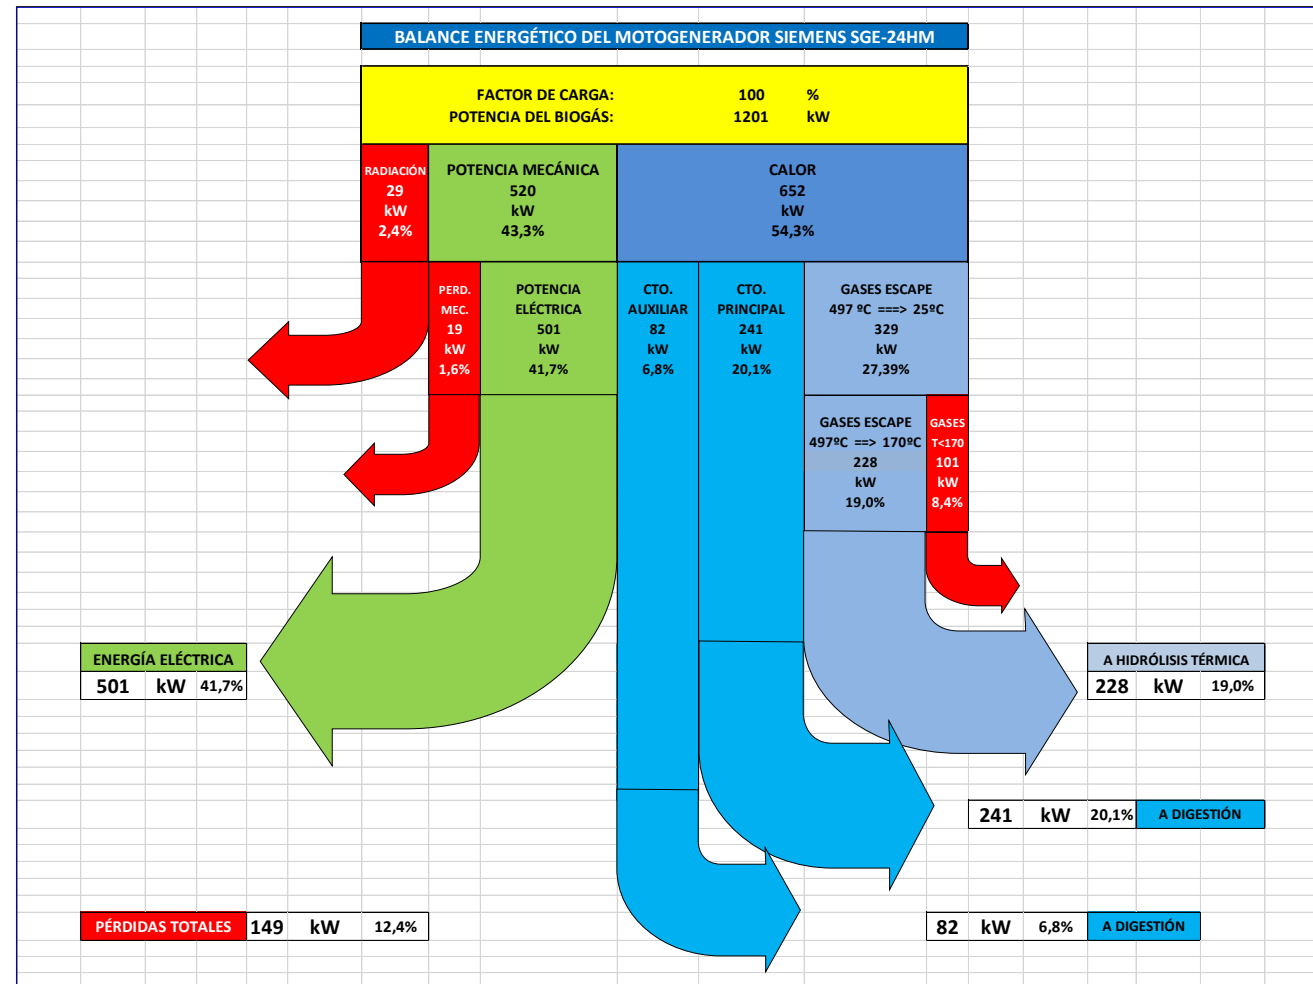 BALANCE ENERGÉTICO DEL MOTOGENERADOR SIEMENS SGE-24HM
FACTOR DE CARGA: 100 %
POTENCIA DEL BIOGÁS: 1201 kW
RADIACIÓN
29
kW
2,4%
POTENCIA MECÁNICA
520
kW
43,3%
CALOR
652
kW
54,3%
PERD.
MEC.
19
kW
1,6%
POTENCIA
ELÉCTRICA
501
kW
41,7%
CTO.
AUXILIAR
82
kW
6,8%
CTO.
PRINCIPAL
241
kW
20,1%
GASES ESCAPE
497 ºC ===> 25ºC
329
kW
27,39%
GASES ESCAPE
497ºC ==> 170ºC
228
kW
19,0%
GASES
T<170
101
kW
8,4%
ENERGÍA ELÉCTRICA
501 kW 41,7%
A HIDRÓLISIS TÉRMICA
228 kW 19,0%
241 kW 20,1% A DIGESTIÓN
PÉRDIDAS TOTALES 149 kW 12,4%
82 kW 6,8% A DIGESTIÓN